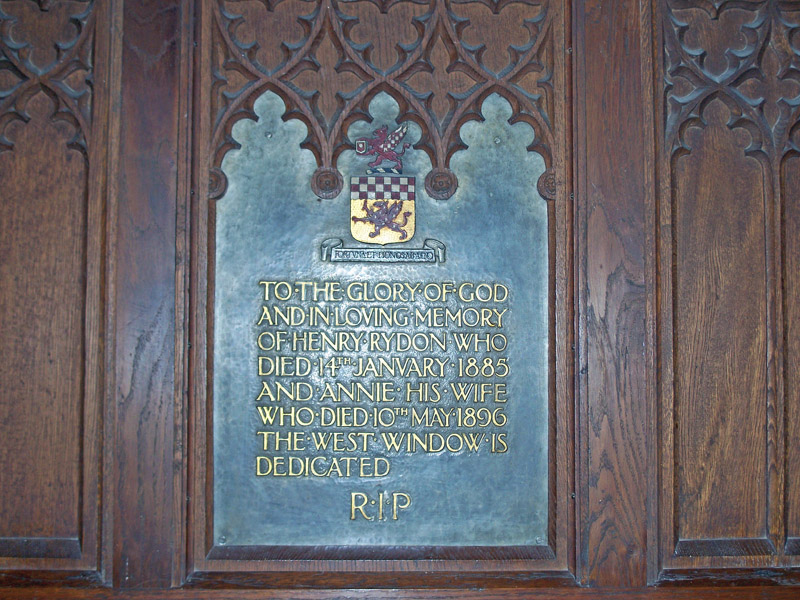 TO·THE·GLORY·OF·GOD
AND·IN·LOVING·MEMORY
OF·HENRY·RYDON·WHO
DIED·14TH·JANVARY·1885
AND·ANNIE·HIS·WIFE
WHO·DIED·10TH·MAY·1896
THE·WEST·WINDOW·IS
DEDICATED
R·I·P